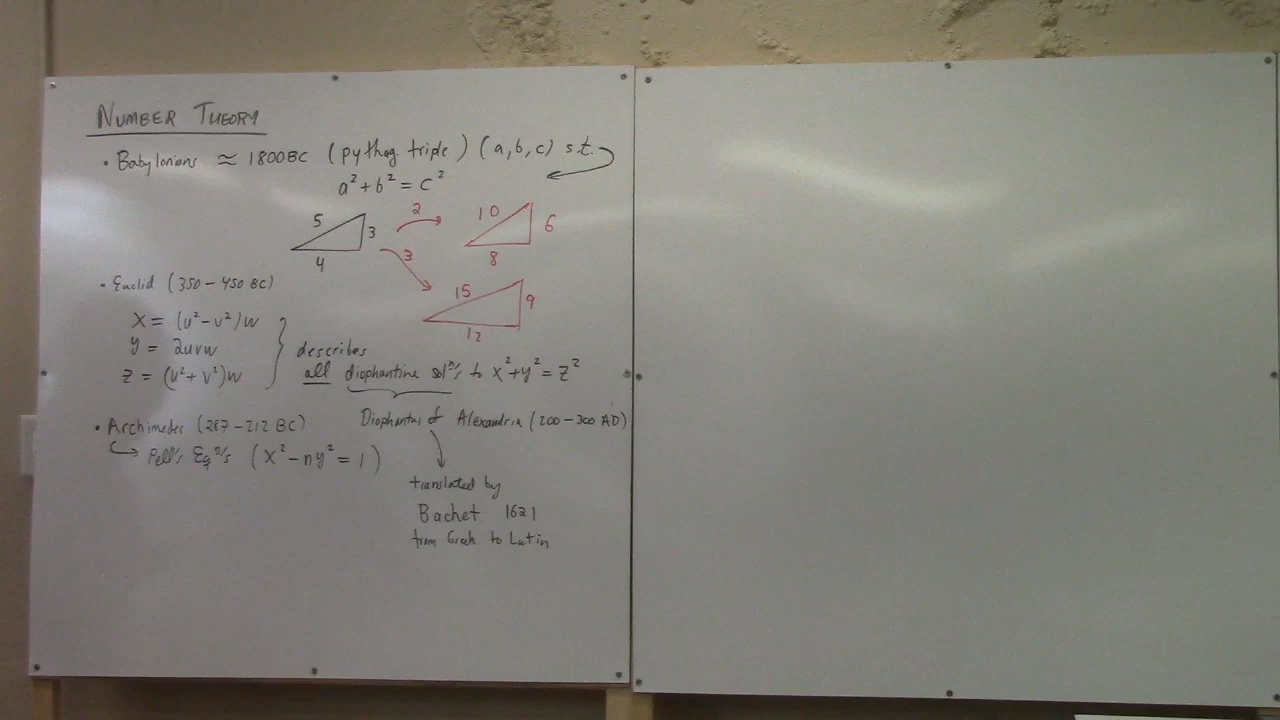 NUMBER THEORY
• Babylonians ≈ 1800BC (pythag triple) (a,b,c) s.t.
a² + b² = c²
5 3 4
2
10 6 8
3
15 9 12
• Euclid (350 – 450 BC)
x = (u² – v²)w
y = 2uvw
z = (u² + v²)w
describes
all diophantine solⁿ/s to x² + y² = z²
• Archimedes (287 – 212 BC)
Diophantus of Alexandria (200 – 300 AD)
Pell's Eqⁿ/s (x² – ny² = 1)
translated by
Bachet 1621
from Greek to Latin